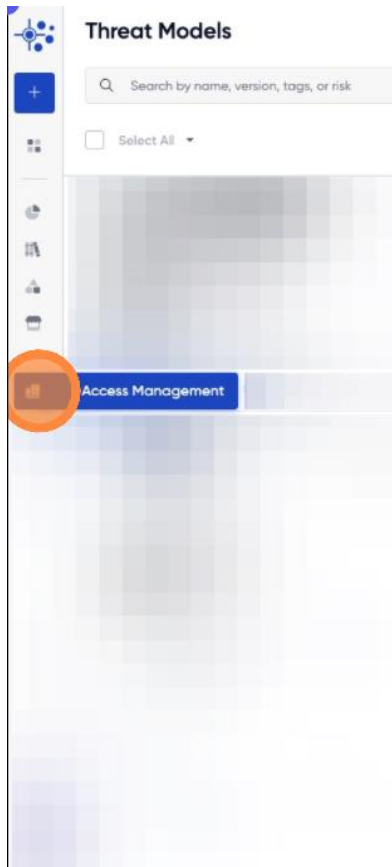 Threat Models
Search by name, version, tags, or risk
Select All
Access Management